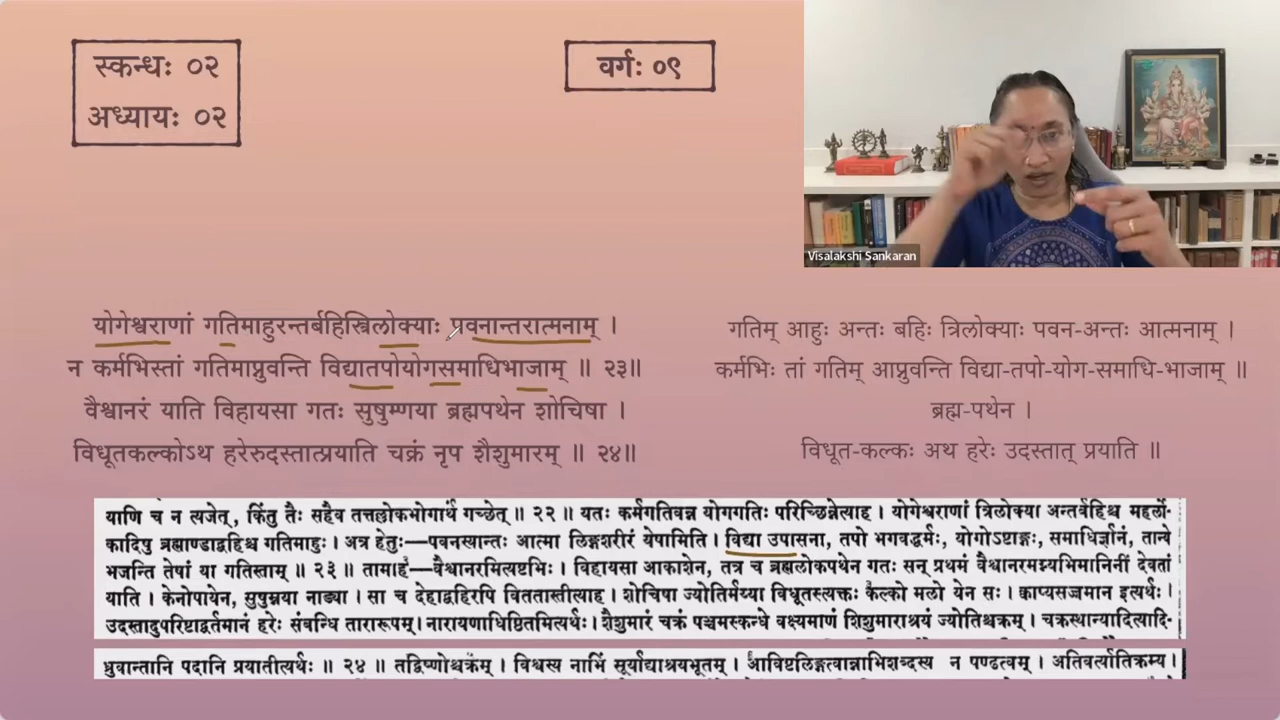 स्कन्धः ०२
अध्यायः ०२
वर्गः ०९
Visalakshi Sankaran
योगेश्वराणां गतिमाहुरन्तर्बहिस्त्रिलोक्याः पवनान्तरात्मनाम् ।
न कर्मभिस्तां गतिमाप्नुवन्ति विद्यातपोयोगसमाधिभाजाम् ॥ २३॥
वैश्वानरं याति विहायसा गतः सुषुम्णया ब्रह्मपथेन शोचिषा ।
विधूतकल्कोऽथ हरेरुदस्तात्प्रयाति चक्रं नृप शैशुमारम् ॥ २४॥
गतिम् आहुः अन्तः बहिः त्रिलोक्याः पवन-अन्तः आत्मनाम् ।
कर्मभिः तां गतिम् आप्नुवन्ति विद्या-तपो-योग-समाधि-भाजाम् ॥
ब्रह्म-पथेन ।
विधूत-कल्कः अथ हरेः उदस्तात् प्रयाति ॥
याणि च न त्यजेत्, किंतु तैः सहैव तत्तल्लोकभोगार्थं गच्छेत् ॥ २२ ॥ यतः कर्मगतिवन्न योगगतिः परिच्छिन्नेत्याह । योगेश्वराणां त्रिलोक्या अन्तर्बहिश्च महर्लो-
कादिषु ब्रह्माण्डाद्बहिश्च गतिमाहुः । अत्र हेतुः—पवनस्यान्तः आत्मा लिङ्गशरीरं येषामिति । विद्या उपासना, तपो भगवद्धर्मः, योगोऽष्टाङ्गः, समाधिर्ज्ञानं, तान्ये
भजन्ति तेषां या गतिस्ताम् ॥ २३ ॥ तामाह—वैश्वानरमित्यष्टभिः । विहायसा आकाशेन, तत्र च ब्रह्मलोकपथेन गतः सन् प्रथमं वैश्वानरमग्न्यभिमानिनीं देवतां
याति । केनोपायेन, सुषुम्नया नाड्या । सा च देहाद्बहिरपि विततास्तीत्याह । शोचिषा ज्योतिर्मय्या विधूतस्त्यक्तः कल्को मलो येन सः । क्वाप्यसज्जमान इत्यर्थः ।
उदस्तादुपरिष्टाद्वर्तमानं हरेः संबन्धि तारारूपम् । नारायणाधिष्ठितमित्यर्थः । शैशुमारं चक्रं पञ्चमस्कन्धे वक्ष्यमाणं शिशुमाराश्रयं ज्योतिश्चक्रम् । चक्रस्थान्यादित्यादि-
ध्रुवान्तानि पदानि प्रयातीत्यर्थः ॥ २४ ॥ तद्विष्णोश्चक्रम् । विश्वस्य नाभिं सूर्याद्याश्रयभूतम् । आविष्टलिङ्गत्वान्नाभिशब्दस्य न षण्ढत्वम् । अतिवर्त्यातिक्रम्य ।